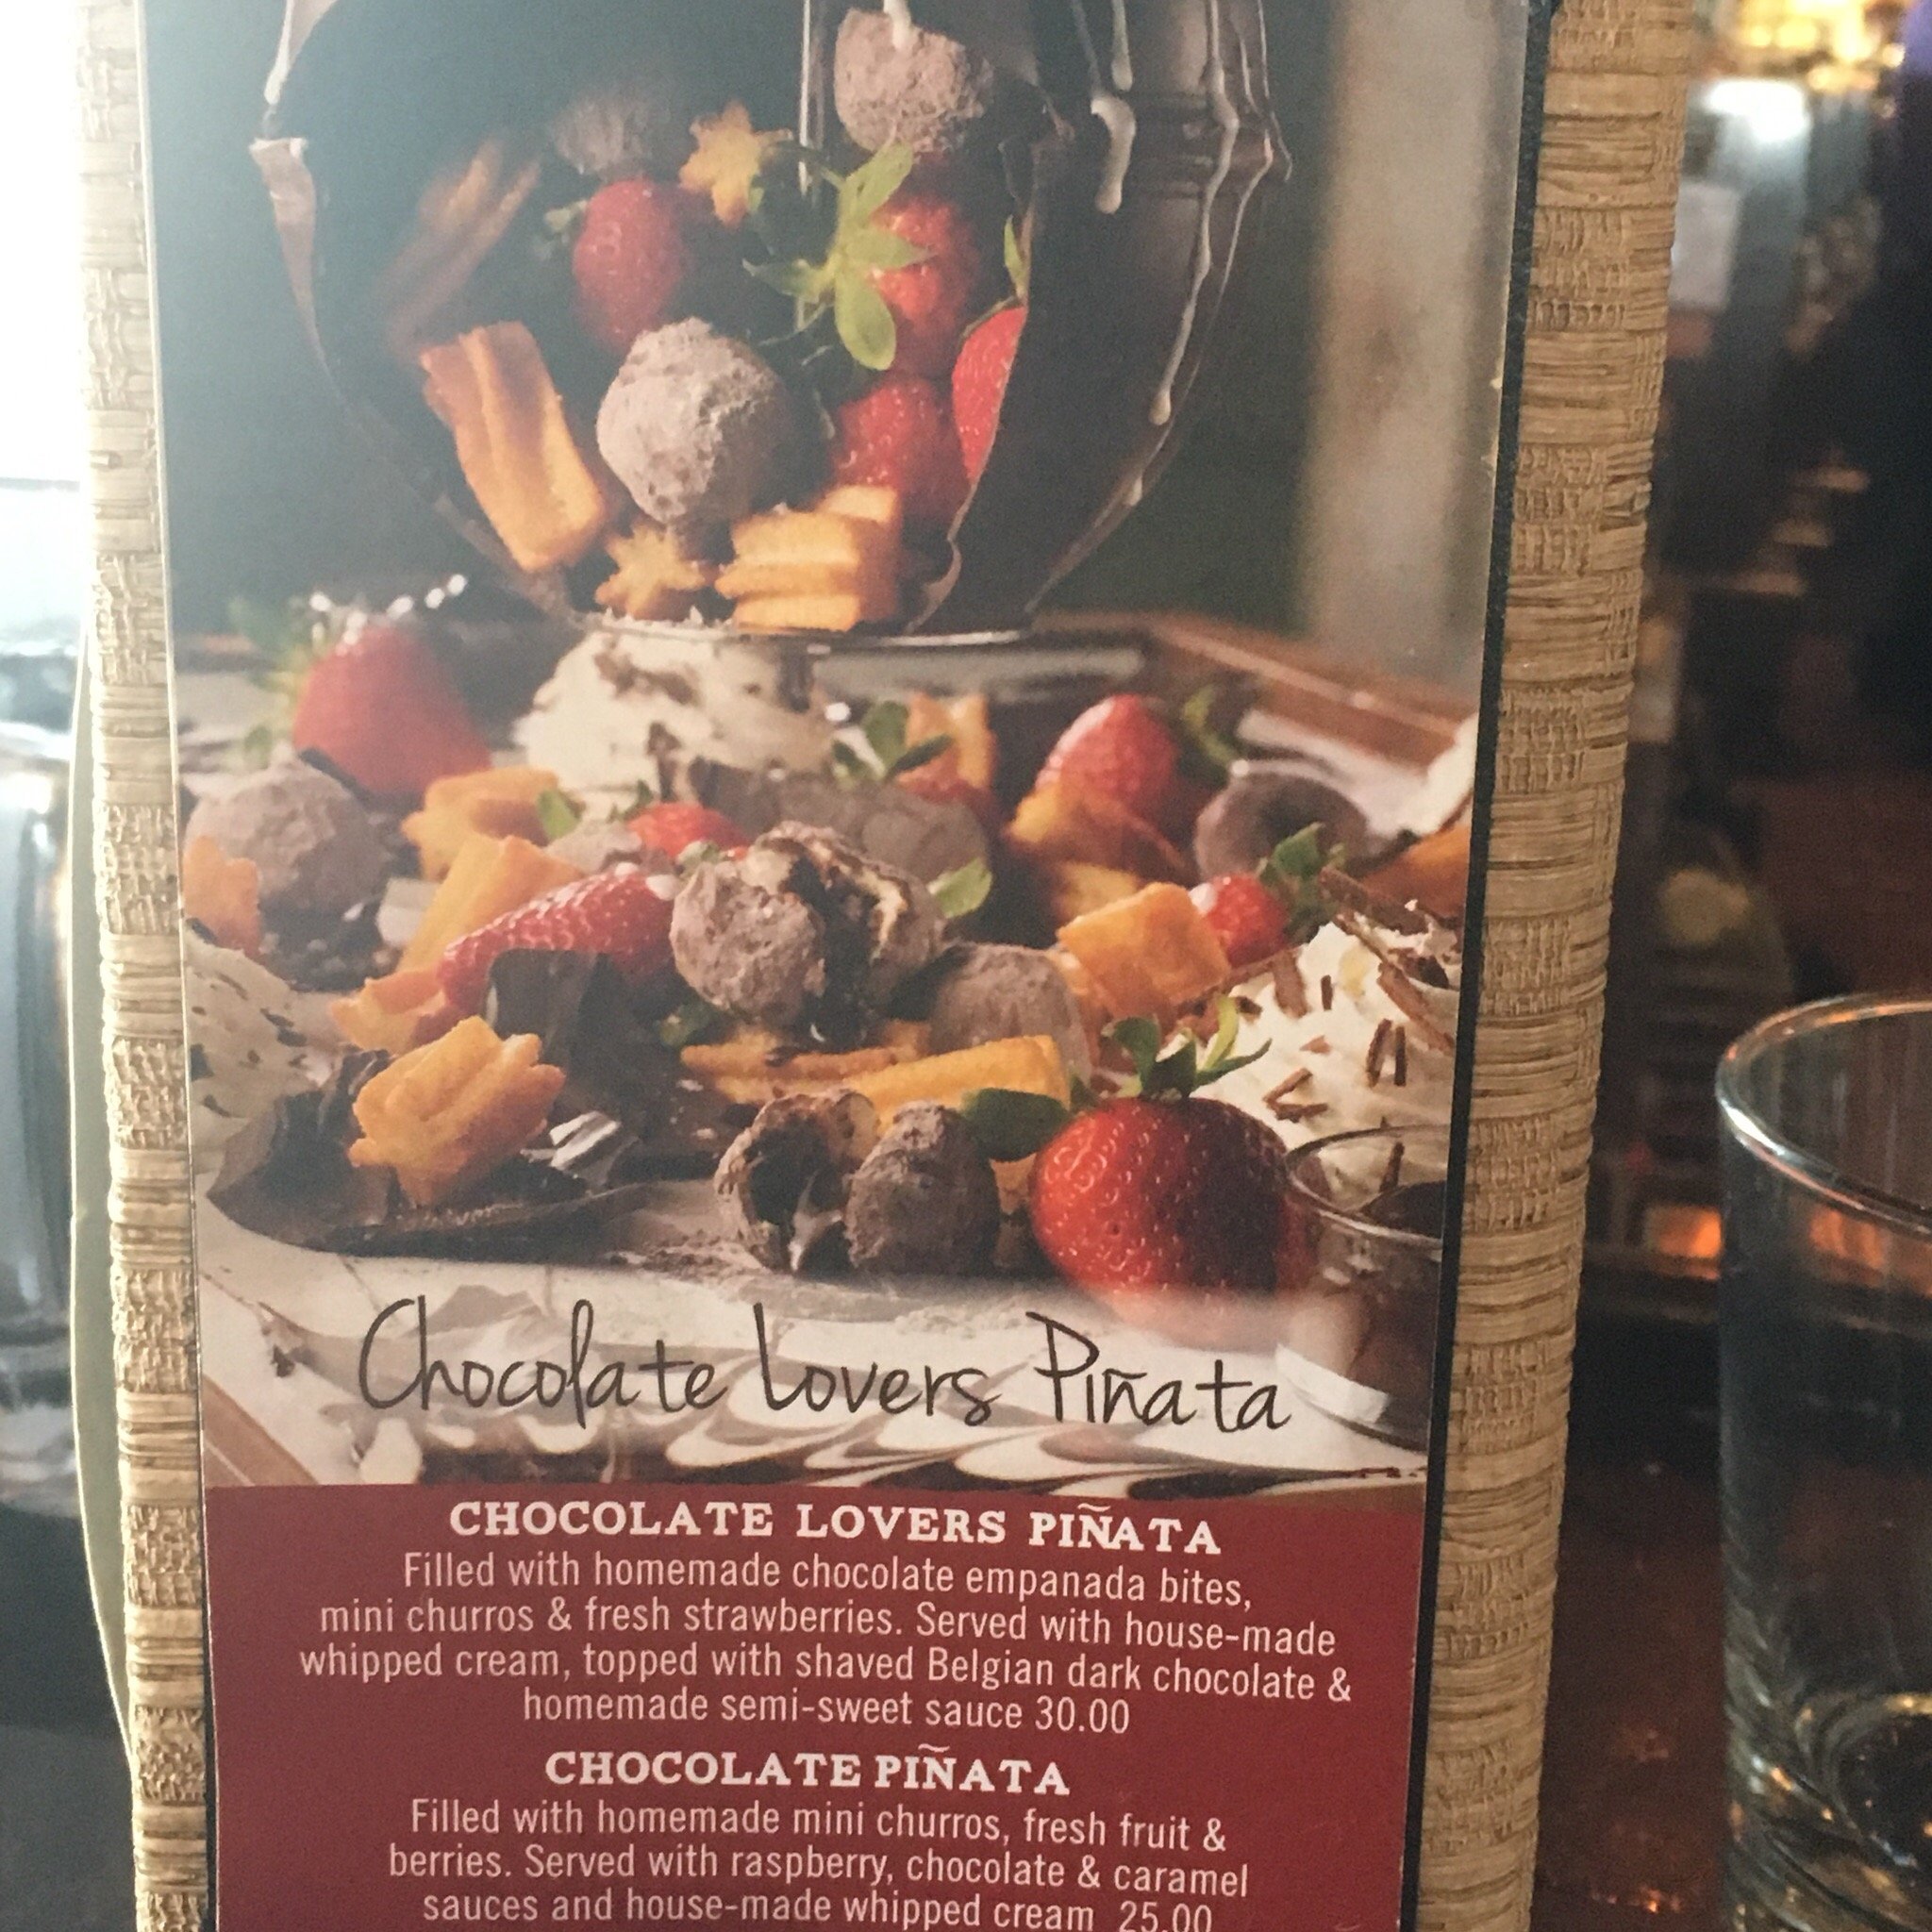 Chocolate Lovers Piñata
CHOCOLATE LOVERS PIÑATA
Filled with homemade chocolate empanada bites,
mini churros & fresh strawberries. Served with house-made
whipped cream, topped with shaved Belgian dark chocolate &
homemade semi-sweet sauce 30.00
CHOCOLATE PIÑATA
Filled with homemade mini churros, fresh fruit &
berries. Served with raspberry, chocolate & caramel
sauces and house-made whipped cream 25.00